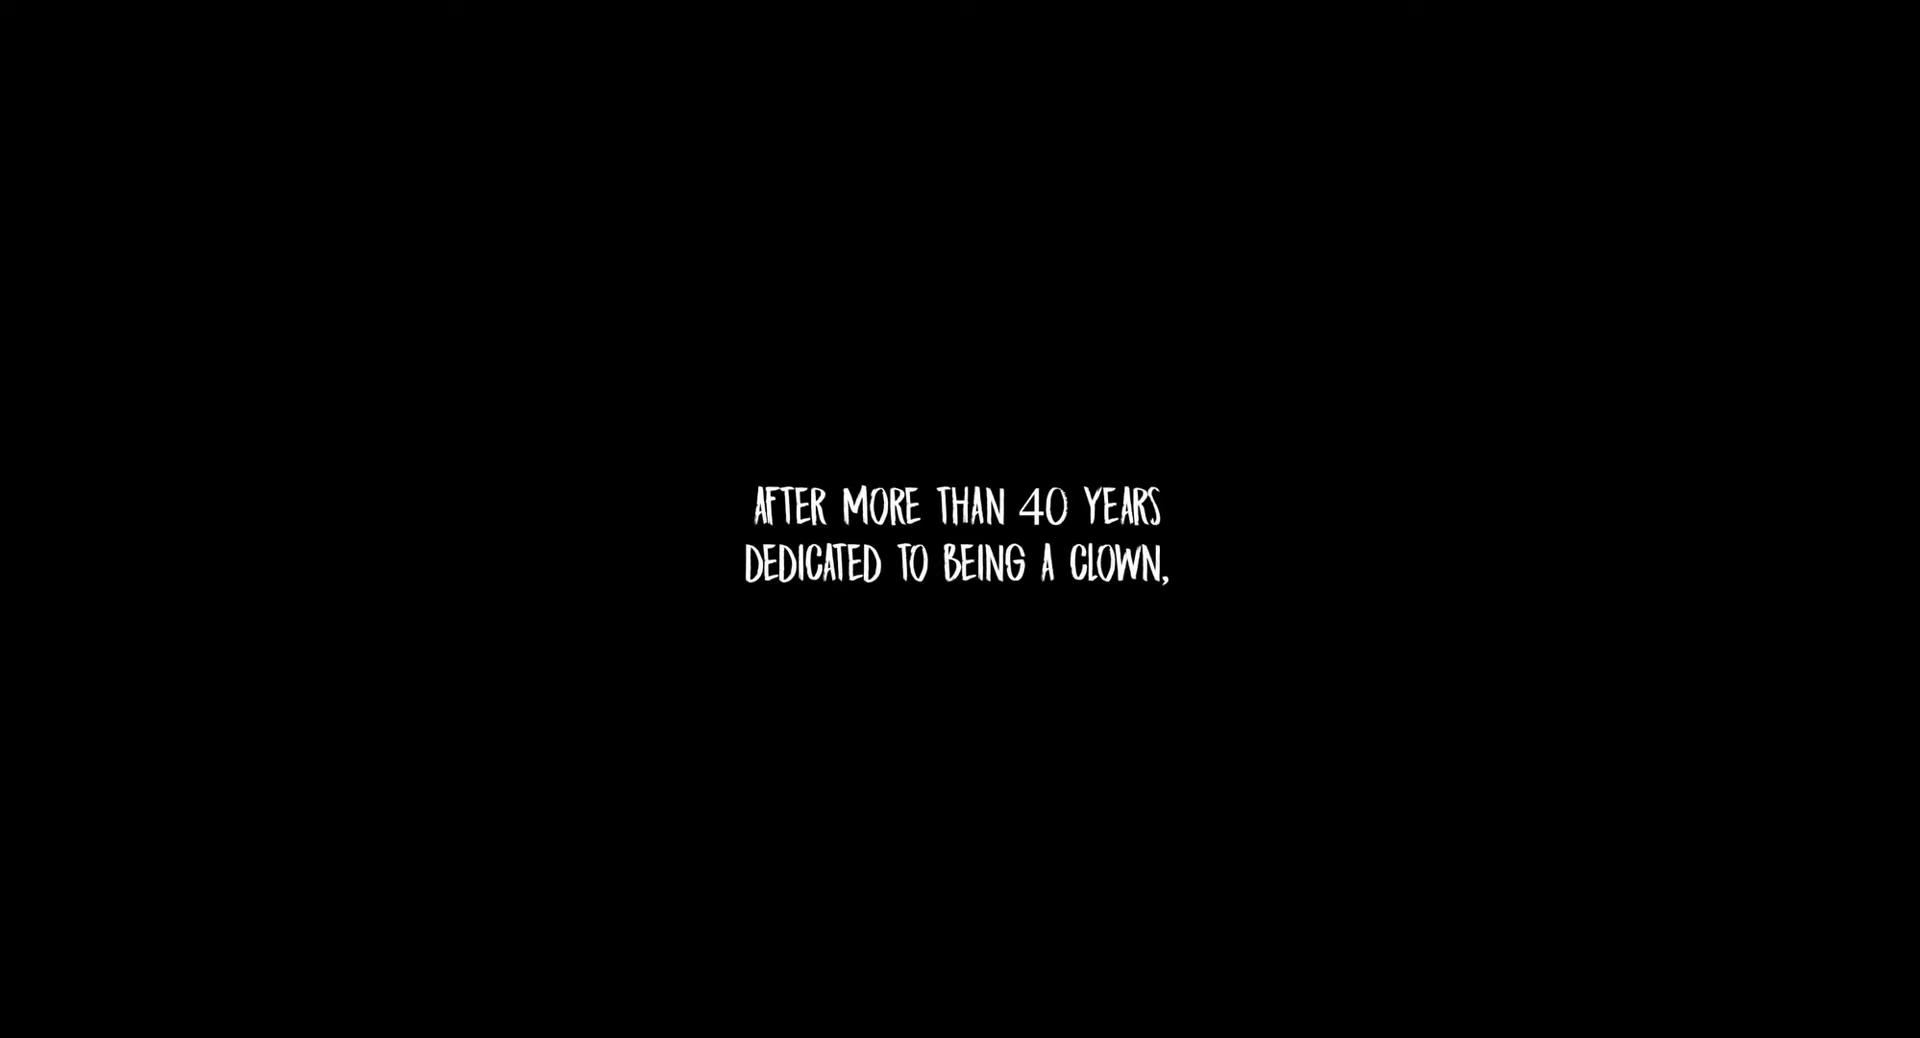 AFTER MORE THAN 40 YEARS
DEDICATED TO BEING A CLOWN,